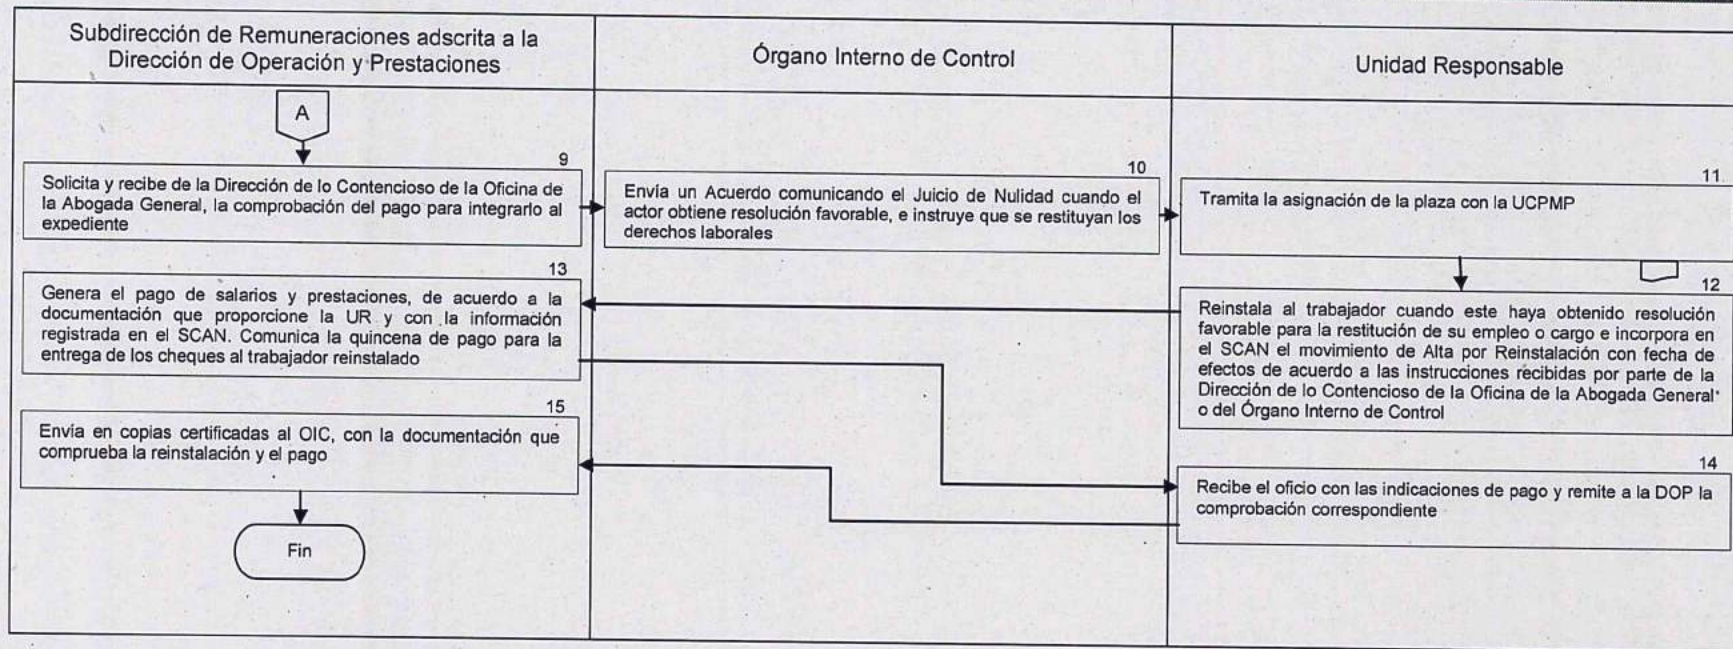 Subdirección de Remuneraciones adscrita a la
Dirección de Operación y Prestaciones
Órgano Interno de Control
Unidad Responsable
A
9
Solicita y recibe de la Dirección de lo Contencioso de la Oficina de
la Abogada General, la comprobación del pago para integrarlo al
expediente
10
Envía un Acuerdo comunicando el Juicio de Nulidad cuando el
actor obtiene resolución favorable, e instruye que se restituyan los
derechos laborales
11
Tramita la asignación de la plaza con la UCPMP
12
Reinstala al trabajador cuando este haya obtenido resolución
favorable para la restitución de su empleo o cargo e incorpora en
el SCAN el movimiento de Alta por Reinstalación con fecha de
efectos de acuerdo a las instrucciones recibidas por parte de la
Dirección de lo Contencioso de la Oficina de la Abogada General
o del Órgano Interno de Control
13
Genera el pago de salarios y prestaciones, de acuerdo a la
documentación que proporcione la UR y con la información
registrada en el SCAN. Comunica la quincena de pago para la
entrega de los cheques al trabajador reinstalado
14
Recibe el oficio con las indicaciones de pago y remite a la DOP la
comprobación correspondiente
15
Envía en copias certificadas al OIC, con la documentación que
comprueba la reinstalación y el pago
Fin